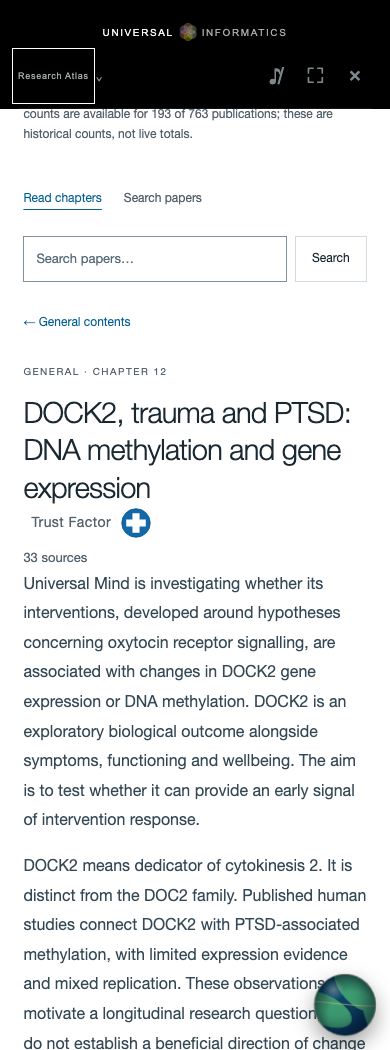 UNIVERSAL INFORMATICS
Research Atlas
counts are available for 193 of 763 publications; these are
historical counts, not live totals.
Read chapters Search papers
Search papers... Search
← General contents
GENERAL · CHAPTER 12
DOCK2, trauma and PTSD:
DNA methylation and gene
expression
Trust Factor
33 sources
Universal Mind is investigating whether its
interventions, developed around hypotheses
concerning oxytocin receptor signalling, are
associated with changes in DOCK2 gene
expression or DNA methylation. DOCK2 is an
exploratory biological outcome alongside
symptoms, functioning and wellbeing. The aim
is to test whether it can provide an early signal
of intervention response.
DOCK2 means dedicator of cytokinesis 2. It is
distinct from the DOC2 family. Published human
studies connect DOCK2 with PTSD-associated
methylation, with limited expression evidence
and mixed replication. These observations
motivate a longitudinal research question
do not establish a beneficial direction of change